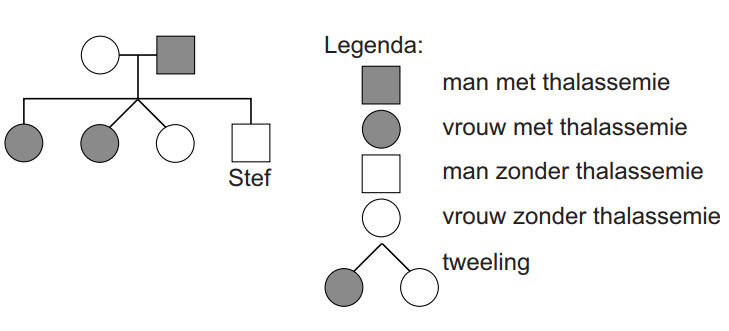 Legenda:
man met thalassemie
vrouw met thalassemie
man zonder thalassemie
Stef
vrouw zonder thalassemie
tweeling